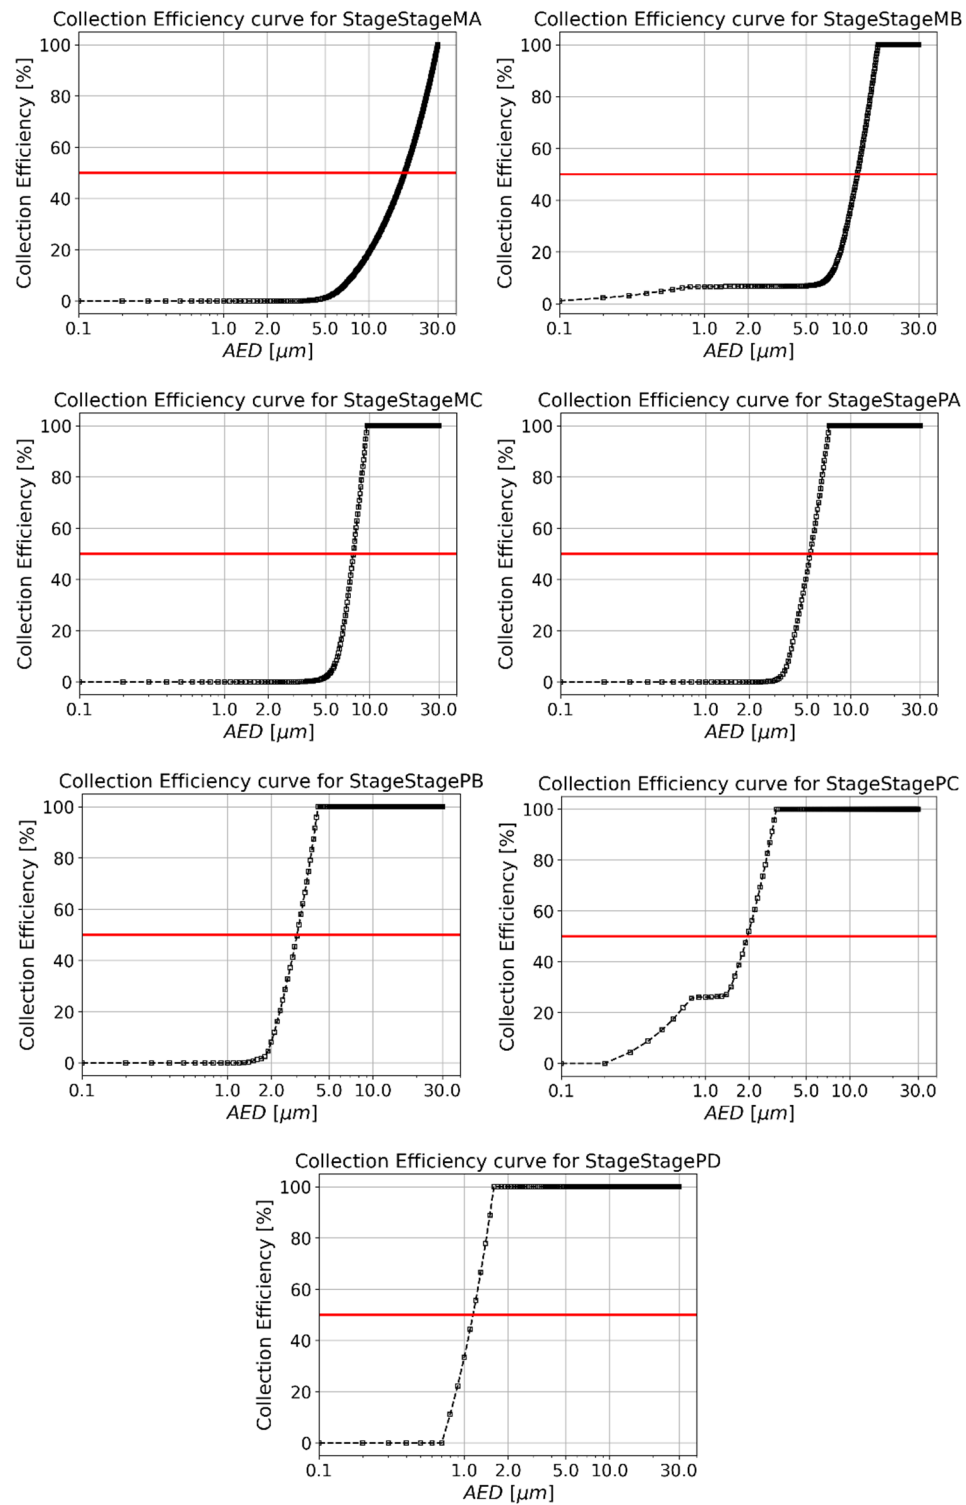 Collection Efficiency curve for StageStageMA
Collection Efficiency [%]
100
80
60
40
20
0
0.1 1.0 2.0 5.0 10.0 30.0
AED [μm]
Collection Efficiency curve for StageStageMB
Collection Efficiency [%]
100
80
60
40
20
0
0.1 1.0 2.0 5.0 10.0 30.0
AED [μm]
Collection Efficiency curve for StageStageMC
Collection Efficiency [%]
100
80
60
40
20
0
0.1 1.0 2.0 5.0 10.0 30.0
AED [μm]
Collection Efficiency curve for StageStagePA
Collection Efficiency [%]
100
80
60
40
20
0
0.1 1.0 2.0 5.0 10.0 30.0
AED [μm]
Collection Efficiency curve for StageStagePB
Collection Efficiency [%]
100
80
60
40
20
0
0.1 1.0 2.0 5.0 10.0 30.0
AED [μm]
Collection Efficiency curve for StageStagePC
Collection Efficiency [%]
100
80
60
40
20
0
0.1 1.0 2.0 5.0 10.0 30.0
AED [μm]
Collection Efficiency curve for StageStagePD
Collection Efficiency [%]
100
80
60
40
20
0
0.1 1.0 2.0 5.0 10.0 30.0
AED [μm]